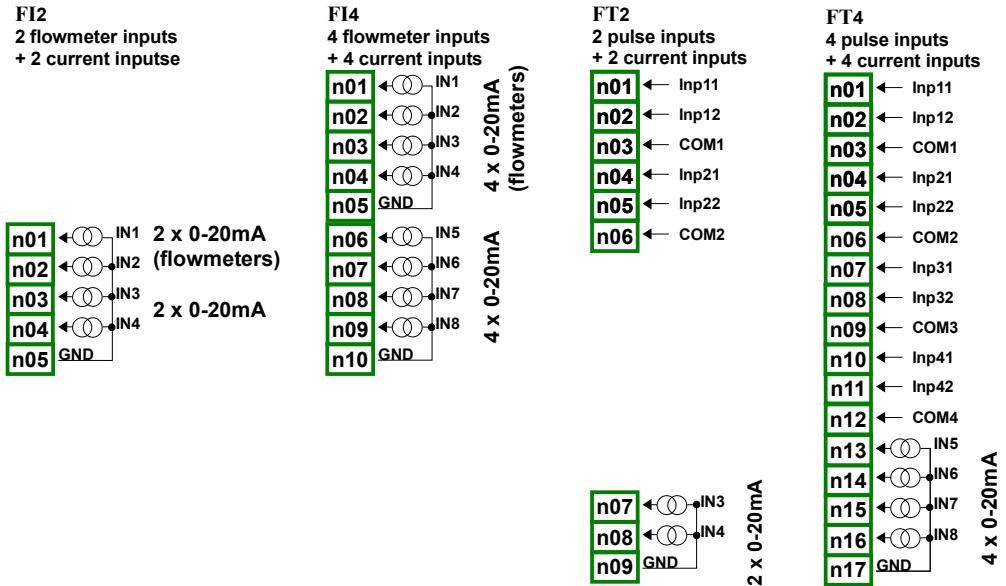 FI2
2 flowmeter inputs
+ 2 current inputse
n01 IN1
n02 IN2
n03 IN3
n04 IN4
n05 GND
2 x 0-20mA
(flowmeters)
2 x 0-20mA
FI4
4 flowmeter inputs
+ 4 current inputs
n01 IN1
n02 IN2
n03 IN3
n04 IN4
n05 GND
4 x 0-20mA
(flowmeters)
n06 IN5
n07 IN6
n08 IN7
n09 IN8
n10 GND
4 x 0-20mA
FT2
2 pulse inputs
+ 2 current inputs
n01 Inp11
n02 Inp12
n03 COM1
n04 Inp21
n05 Inp22
n06 COM2
n07 IN3
n08 IN4
n09 GND
2 x 0-20mA
FT4
4 pulse inputs
+ 4 current inputs
n01 Inp11
n02 Inp12
n03 COM1
n04 Inp21
n05 Inp22
n06 COM2
n07 Inp31
n08 Inp32
n09 COM3
n10 Inp41
n11 Inp42
n12 COM4
n13 IN5
n14 IN6
n15 IN7
n16 IN8
n17 GND
4 x 0-20mA